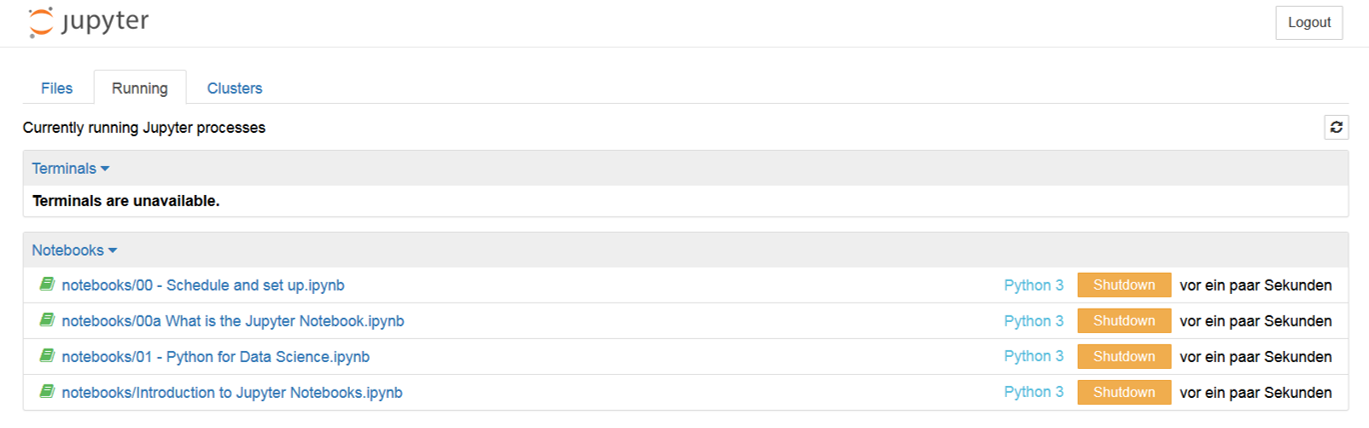 jupyter
Logout
Files Running Clusters
Currently running Jupyter processes
Terminals
Terminals are unavailable.
Notebooks
notebooks/00 - Schedule and set up.ipynb Python 3 Shutdown vor ein paar Sekunden
notebooks/00a What is the Jupyter Notebook.ipynb Python 3 Shutdown vor ein paar Sekunden
notebooks/01 - Python for Data Science.ipynb Python 3 Shutdown vor ein paar Sekunden
notebooks/Introduction to Jupyter Notebooks.ipynb Python 3 Shutdown vor ein paar Sekunden